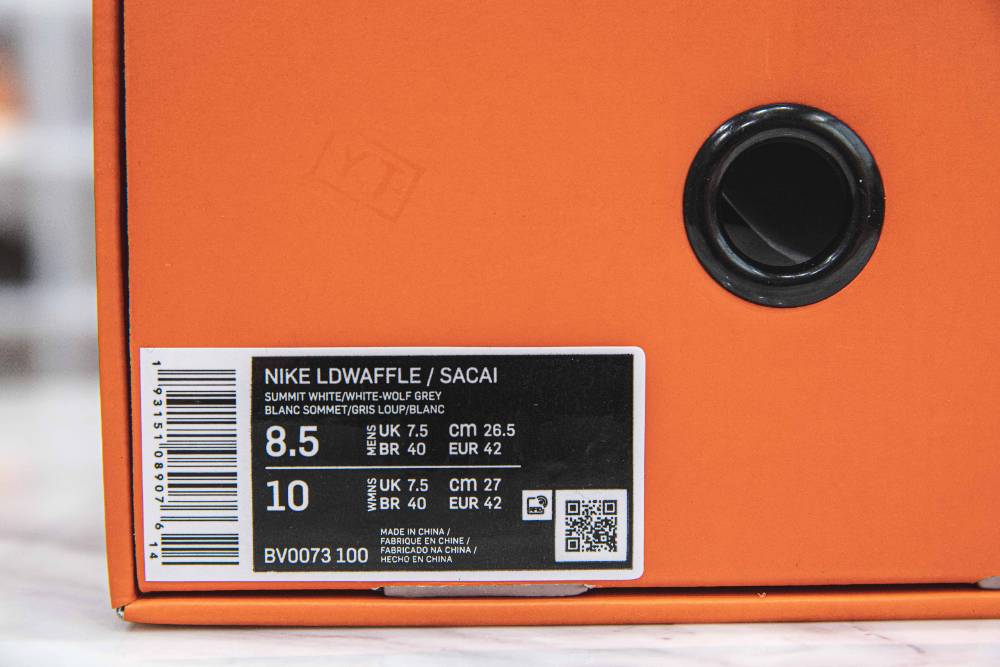 YT
NIKE LDWAFFLE / SACAI
SUMMIT WHITE/WHITE-WOLF GREY
BLANC SOMMET/GRIS LOUP/BLANC
8.5 MENS UK 7.5 CM 26.5
BR 40 EUR 42
10 WMNS UK 7.5 CM 27
BR 40 EUR 42
BV0073 100
MADE IN CHINA /
FABRIQUE EN CHINE /
FABRICADO NA CHINA /
HECHO EN CHINA
1 93151 08907 6 14